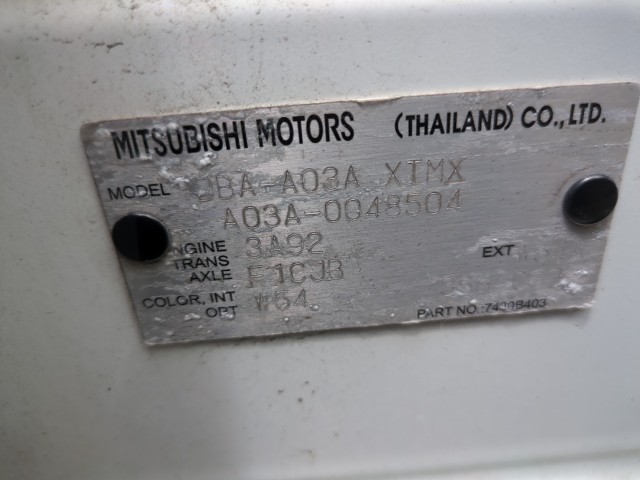 MITSUBISHI MOTORS (THAILAND) CO., LTD.
MODEL DBA-A03A XTMX
A03A-0048504
ENGINE 3A92 EXT
TRANS
AXLE F1CJB
COLOR, INT W54
OPT PART NO.:7430B403